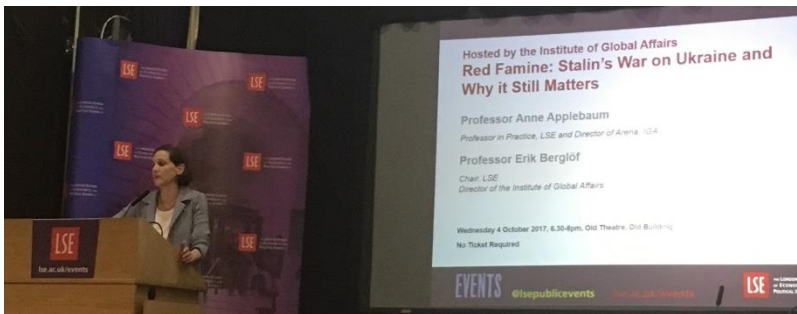 LSE
LSE
LSE
LSE
LSE
LSE
LSE
lse.ac.uk/events
Hosted by the Institute of Global Affairs
Red Famine: Stalin's War on Ukraine and
Why it Still Matters
Professor Anne Applebaum
Professor in Practice, LSE and Director of Arena, IGA
Professor Erik Berglöf
Chair, LSE
Director of the Institute of Global Affairs
Wednesday 4 October 2017, 6.30-8pm, Old Theatre, Old Building
No Ticket Required
EVENTS @lsepublicevents lse.ac.uk/events LSE